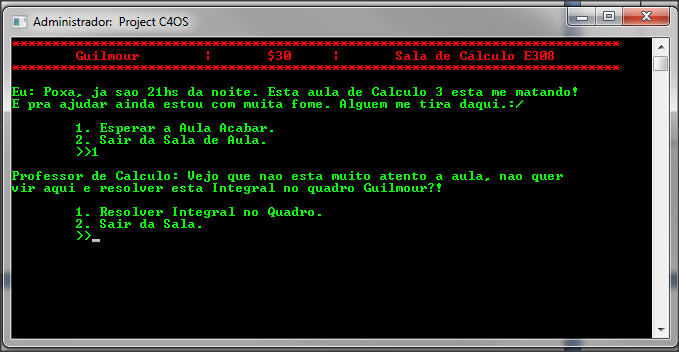 Administrador: Project C4OS
****************************************************************************
Guilmour | $30 | Sala de Calculo E308
****************************************************************************
Eu: Poxa, ja sao 21hs da noite. Esta aula de Calculo 3 esta me matando!
E pra ajudar ainda estou com muita fome. Alguem me tira daqui.:/
1. Esperar a Aula Acabar.
2. Sair da Sala de Aula.
>>1
Professor de Calculo: Vejo que nao esta muito atento a aula, nao quer
vir aqui e resolver esta Integral no quadro Guilmour?!
1. Resolver Integral no Quadro.
2. Sair da Sala.
>>_